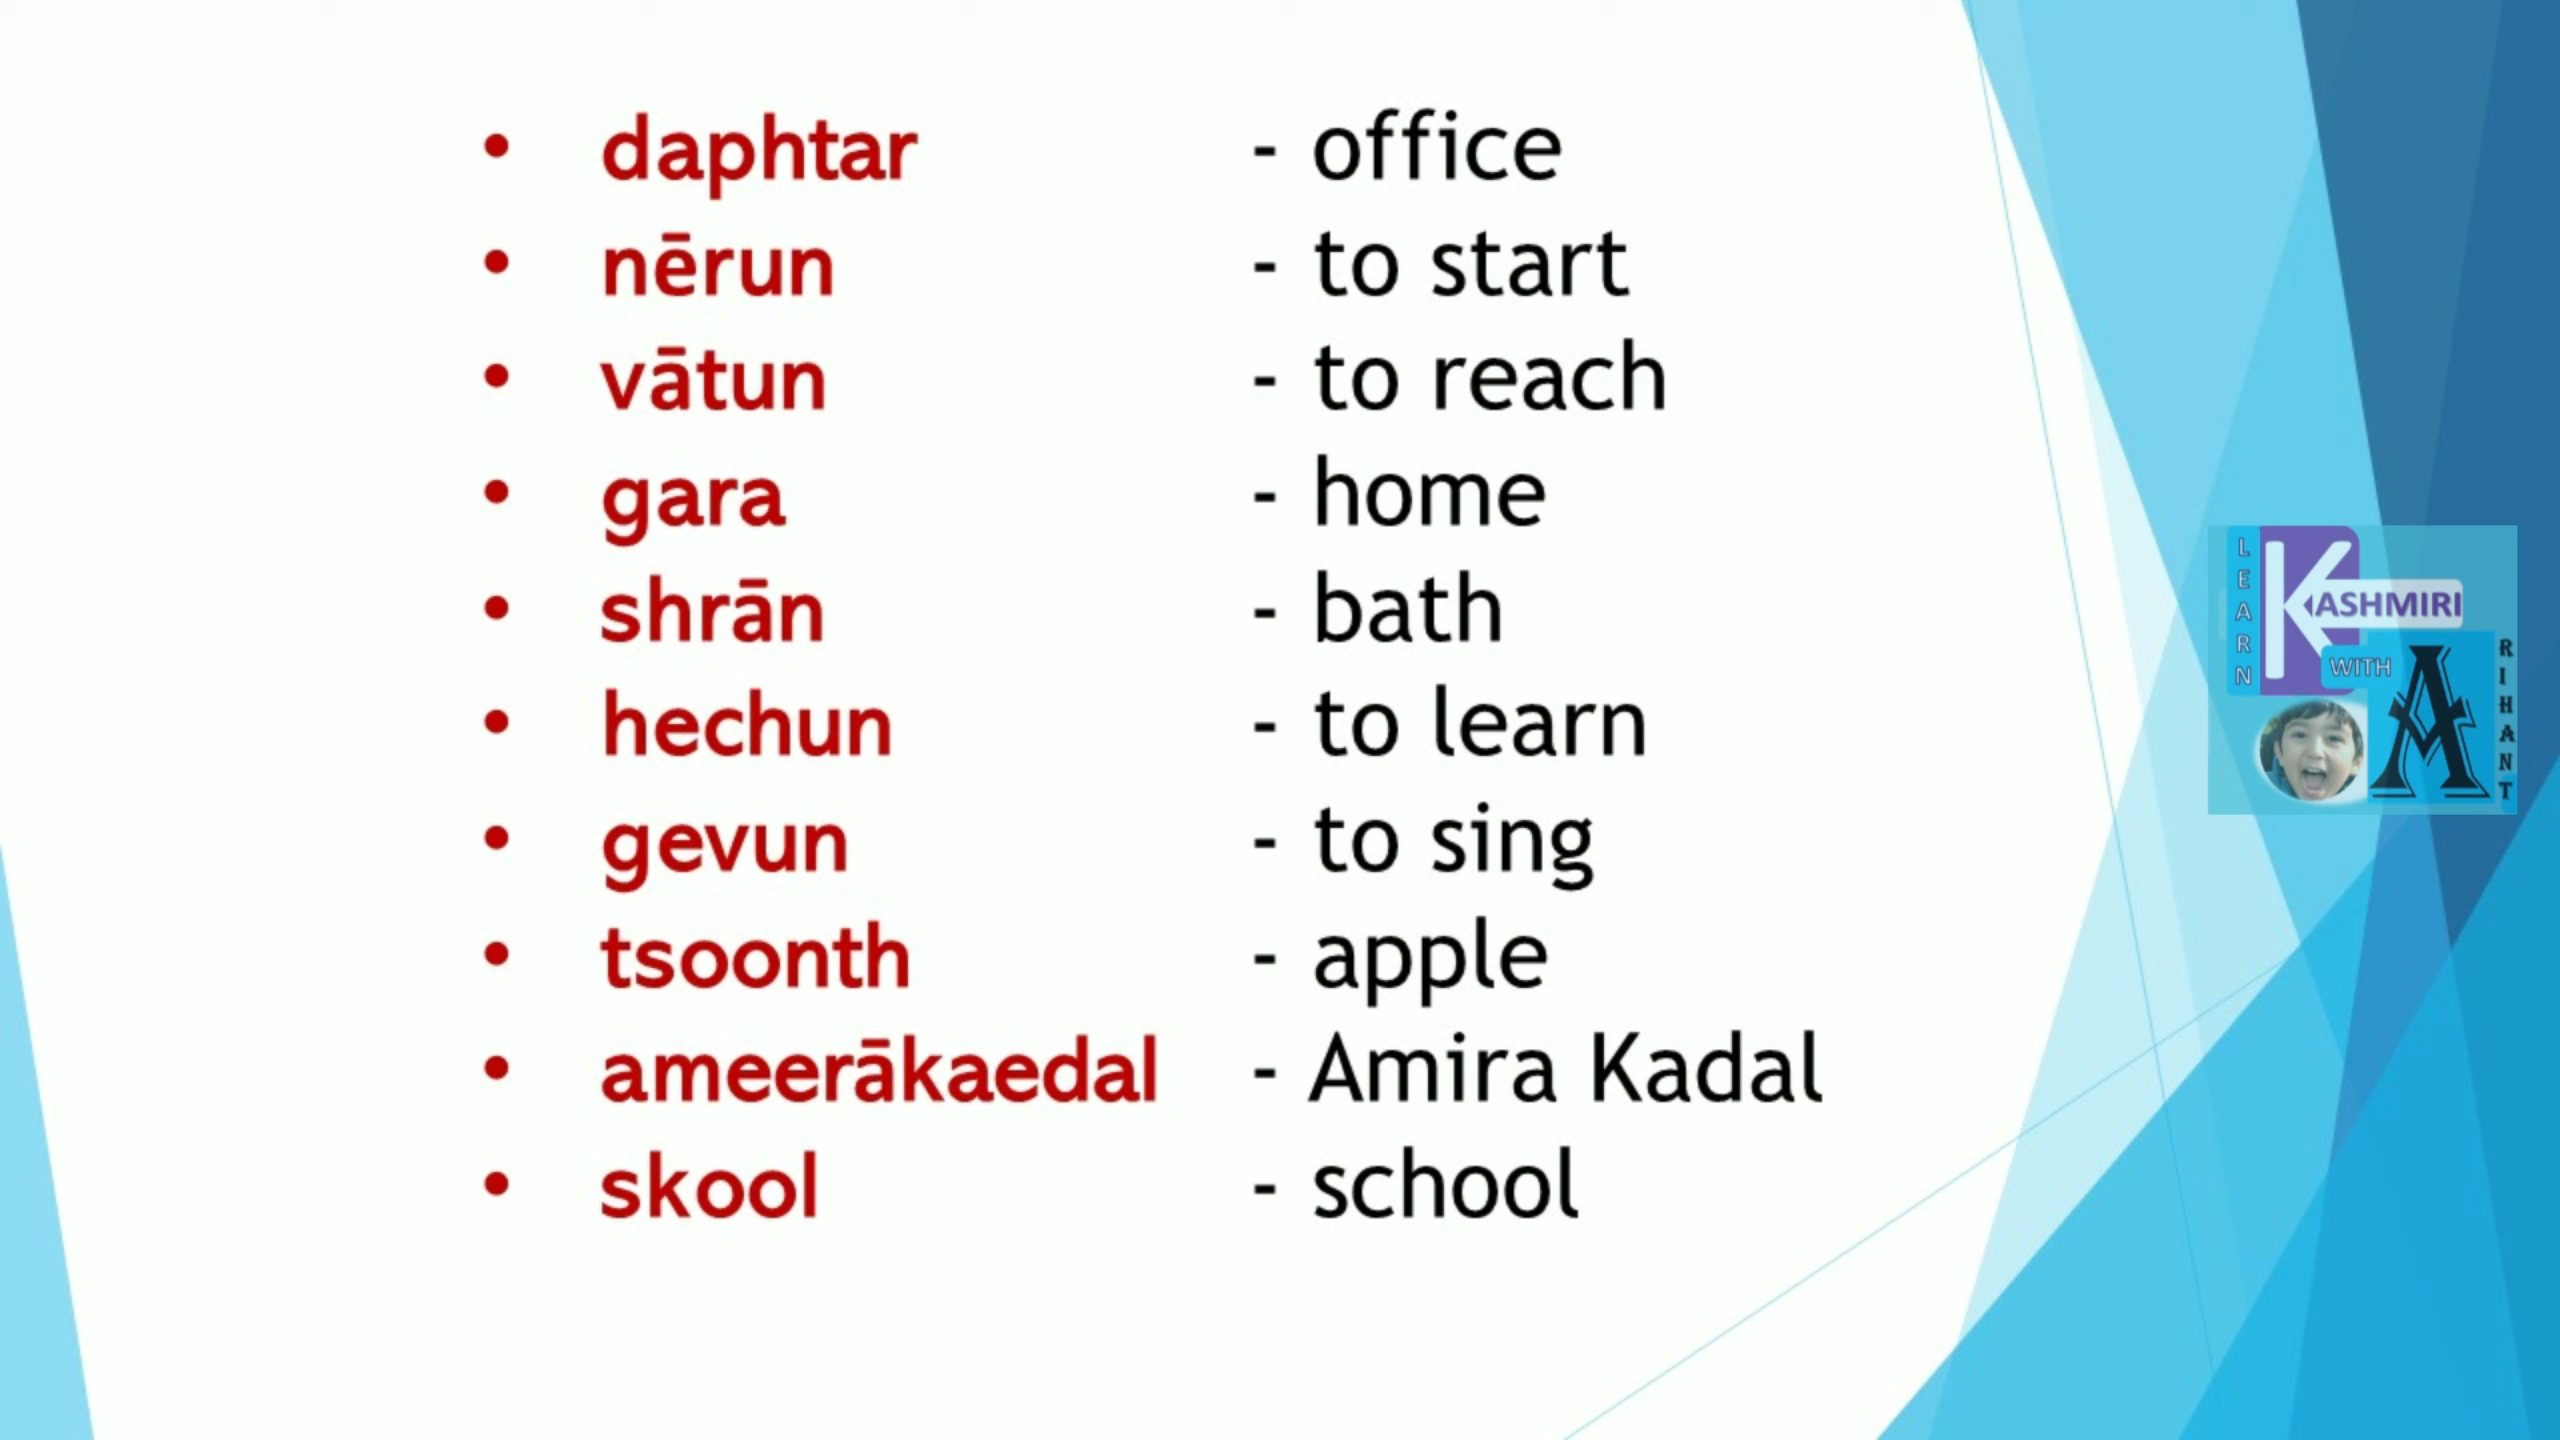 • daphtar - office
• nērun - to start
• vātun - to reach
• gara - home
• shrān - bath
• hechun - to learn
• gevun - to sing
• tsoonth - apple
• ameerākaedal - Amira Kadal
• skool - school
LEARN
KASHMIRI
WITH
ARIHANT